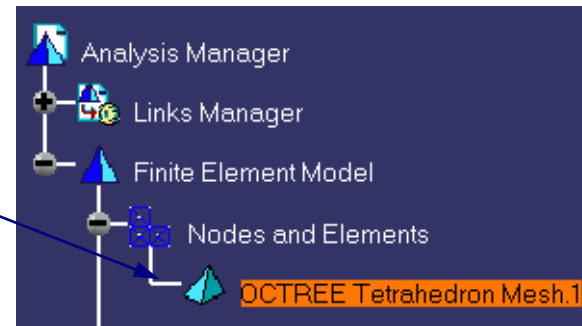 Analysis Manager
Links Manager
Finite Element Model
Nodes and Elements
OCTREE Tetrahedron Mesh.1